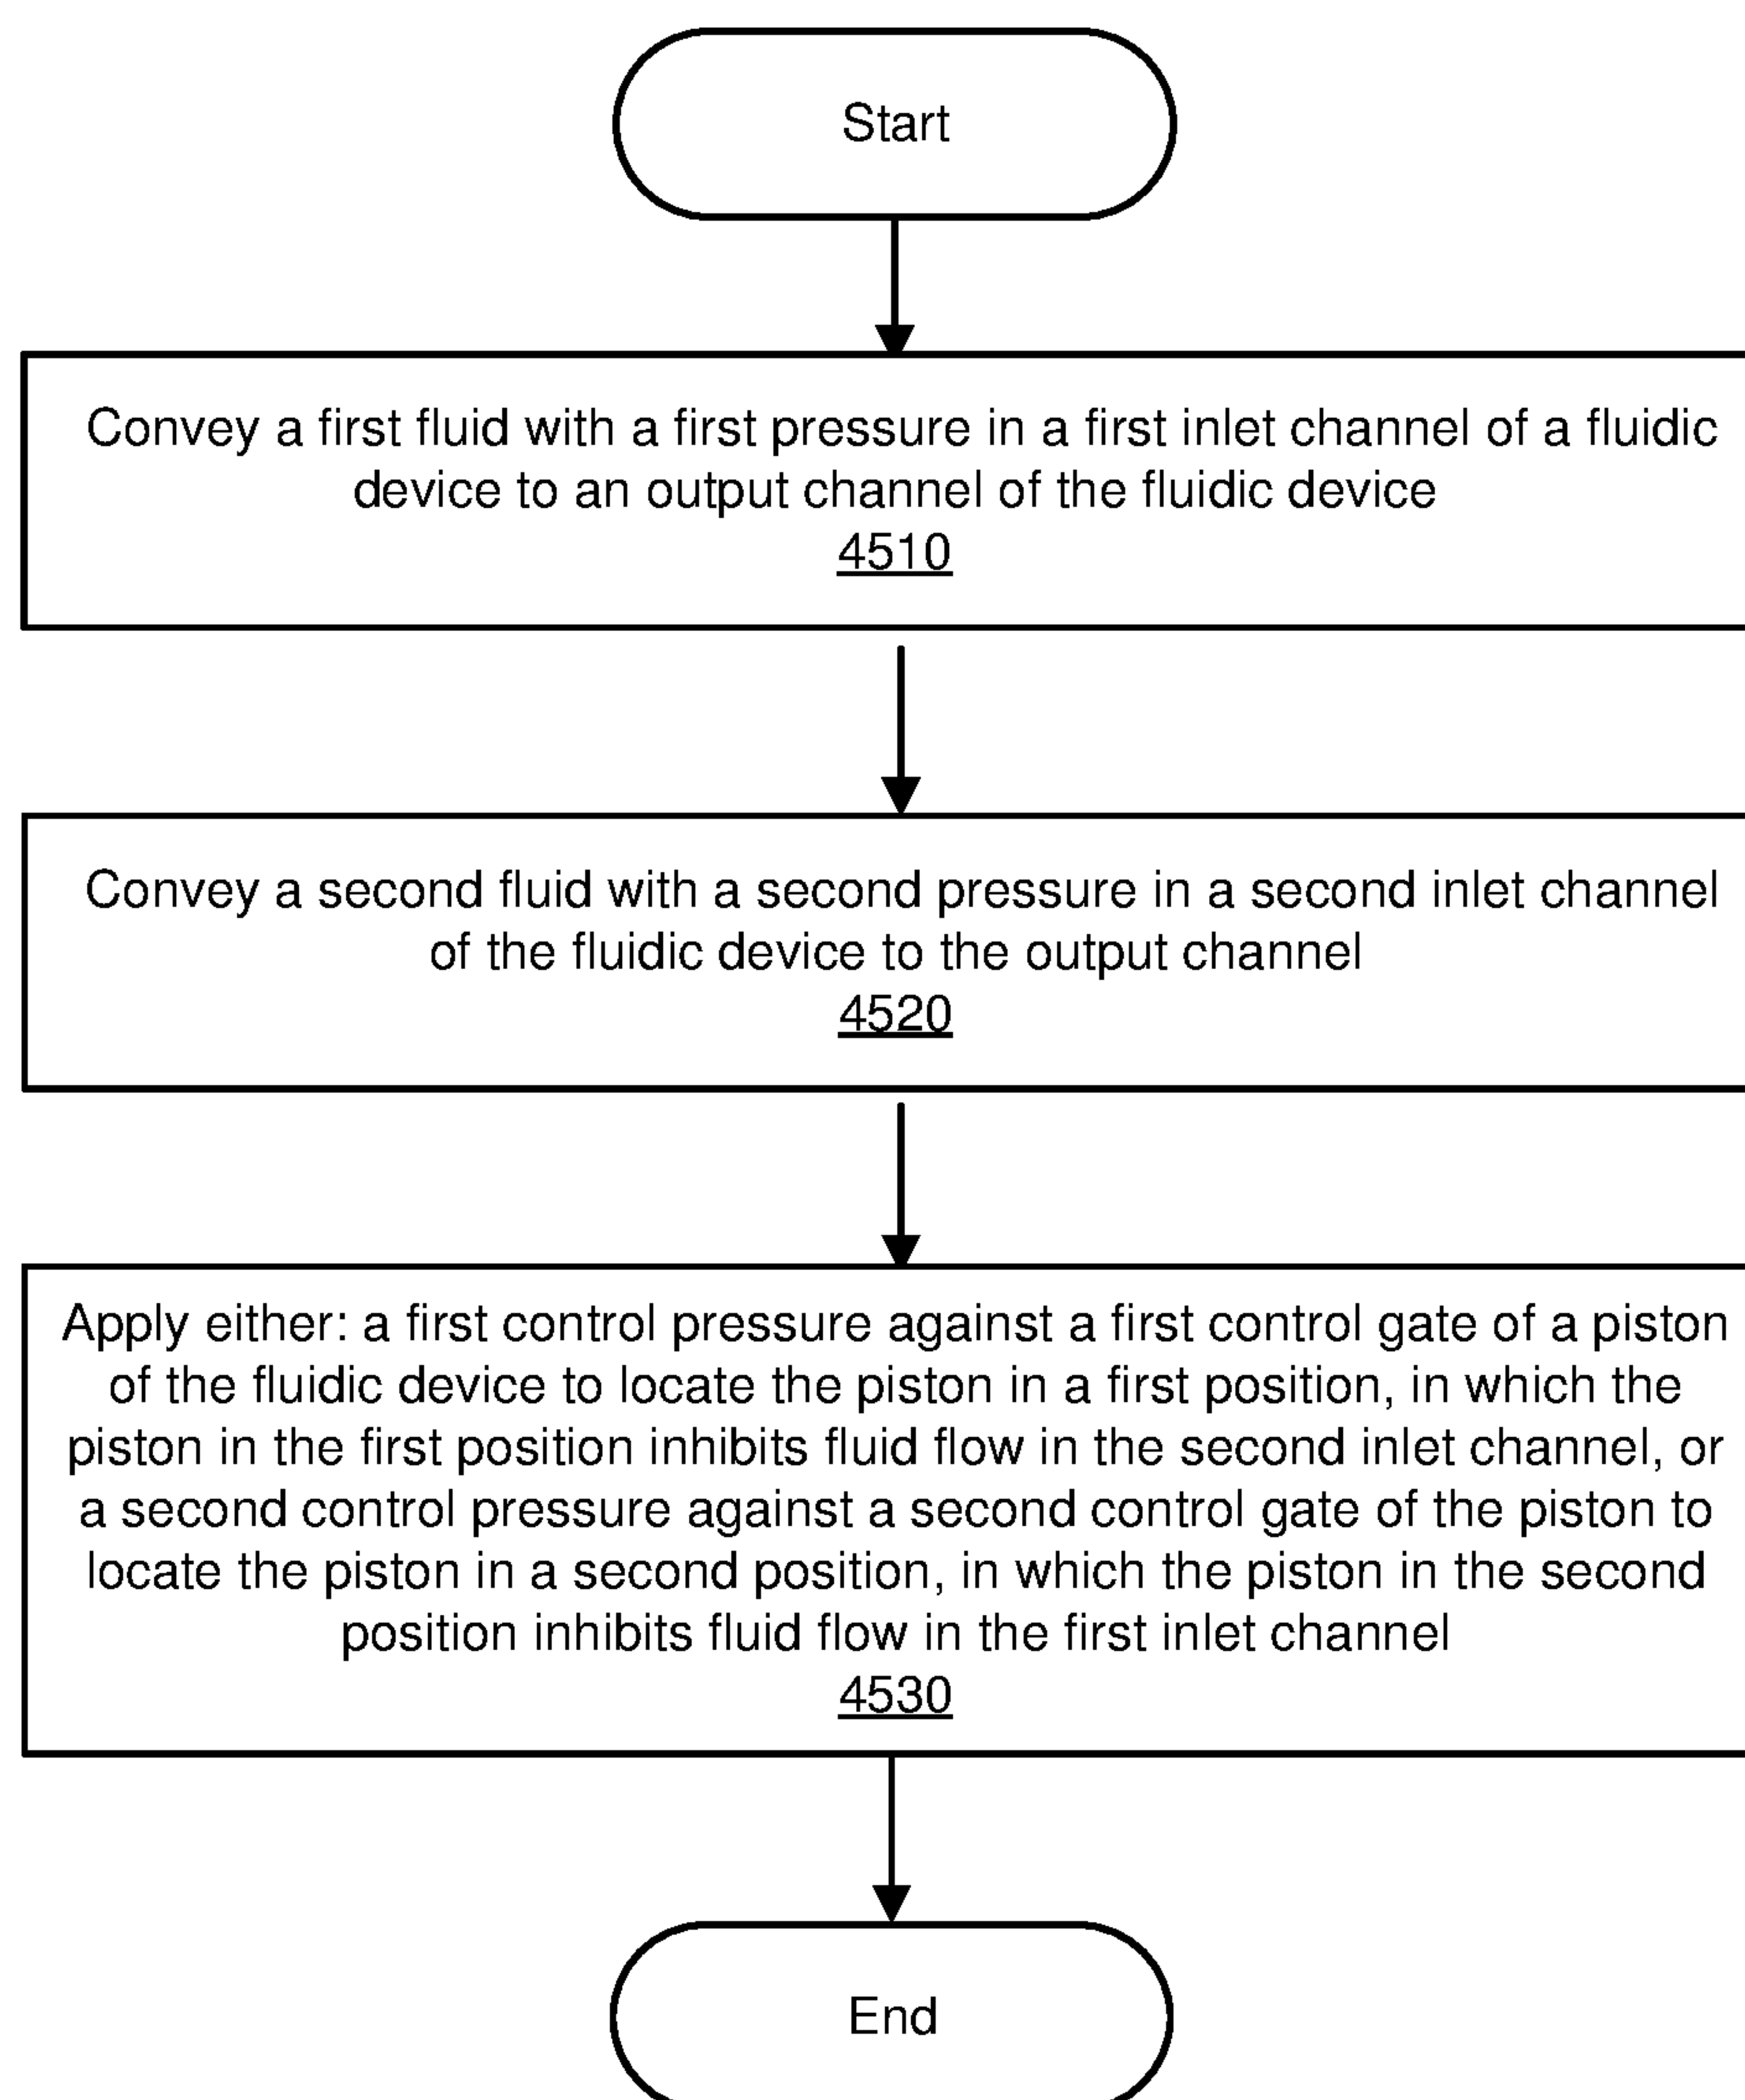 Start
Convey a first fluid with a first pressure in a first inlet channel of a fluidic
device to an output channel of the fluidic device
4510
Convey a second fluid with a second pressure in a second inlet channel
of the fluidic device to the output channel
4520
Apply either: a first control pressure against a first control gate of a piston
of the fluidic device to locate the piston in a first position, in which the
piston in the first position inhibits fluid flow in the second inlet channel, or
a second control pressure against a second control gate of the piston to
locate the piston in a second position, in which the piston in the second
position inhibits fluid flow in the first inlet channel
4530
End